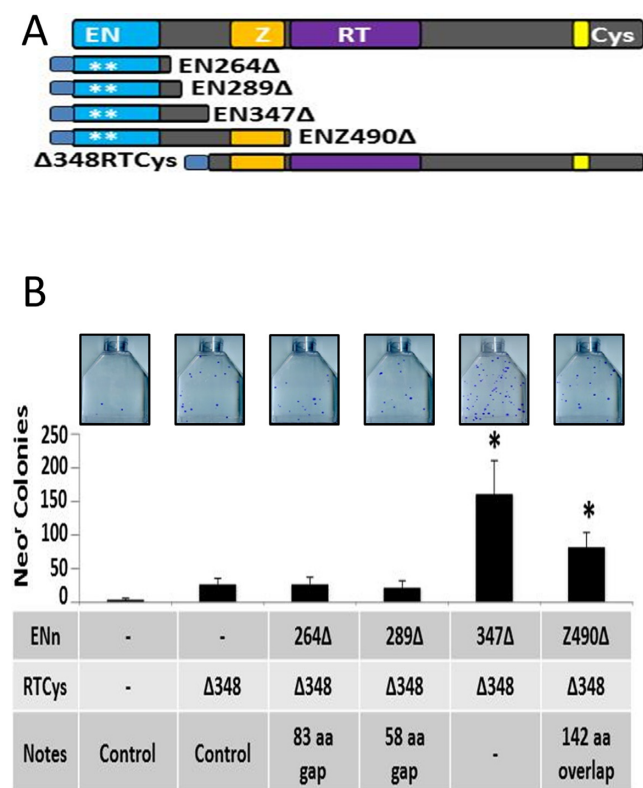 A
EN Z RT Cys
** EN264Δ
** EN289Δ
** EN347Δ
** ENZ490Δ
Δ348RTCys
B
Neoʳ Colonies
250
200
150
100
50
0
*
*
ENn - - 264Δ 289Δ 347Δ Z490Δ
RTCys - Δ348 Δ348 Δ348 Δ348 Δ348
Notes Control Control 83 aa gap 58 aa gap - 142 aa overlap